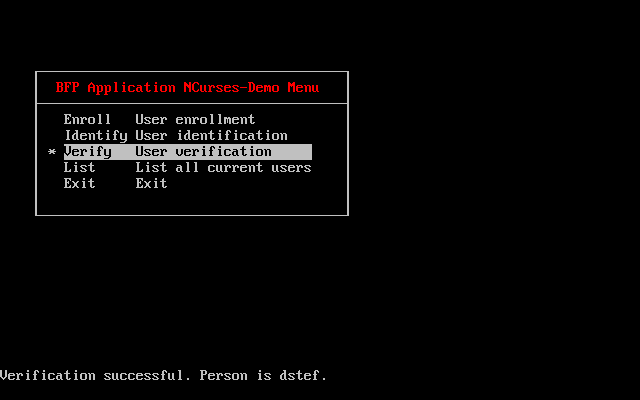 BFP Application NCurses-Demo Menu
Enroll User enrollment
Identify User identification
* Verify User verification
List List all current users
Exit Exit
Verification successful. Person is dstef.